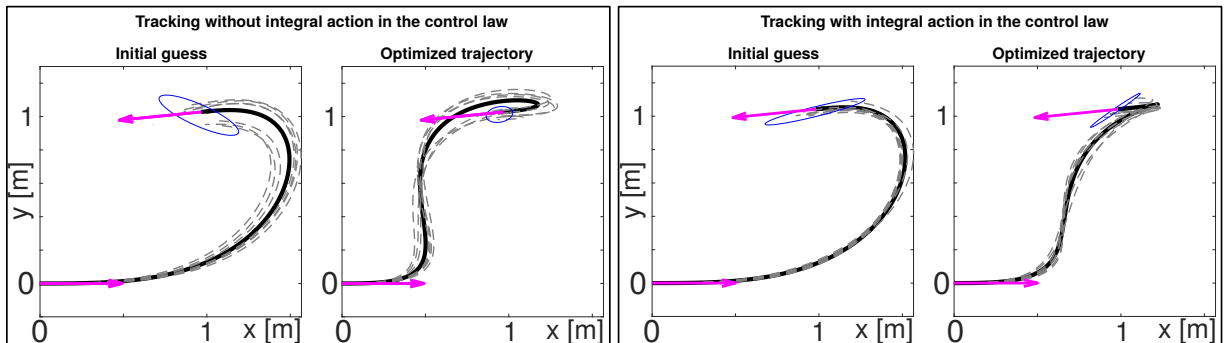 Tracking without integral action in the control law
Initial guess
Optimized trajectory
1
y [m]
0
0
1
x [m]
1
0
0
1
x [m]
Tracking with integral action in the control law
Initial guess
Optimized trajectory
1
y [m]
0
0
1
x [m]
1
0
0
1
x [m]